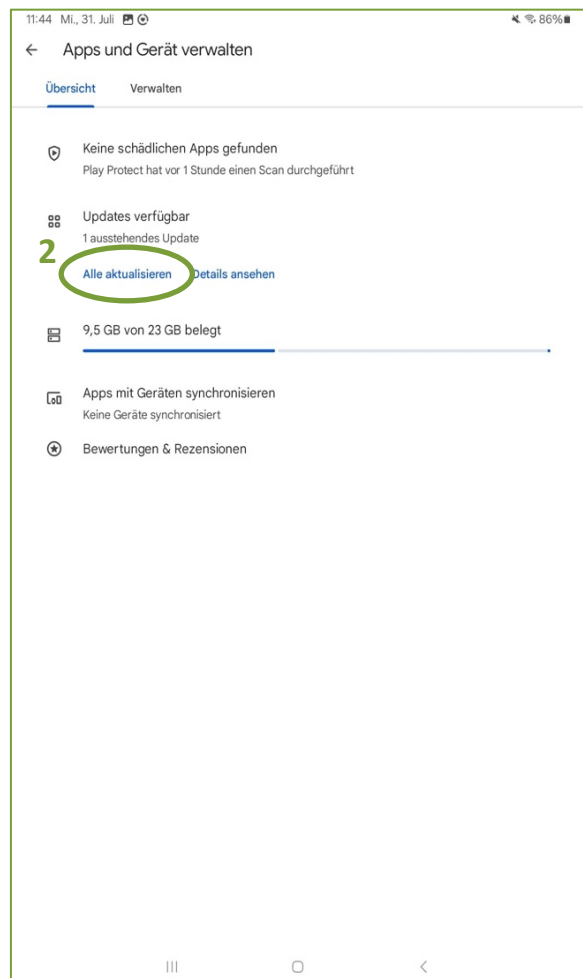 11:44 Mi., 31. Juli 86%
Apps und Gerät verwalten
Übersicht Verwalten
Keine schädlichen Apps gefunden
Play Protect hat vor 1 Stunde einen Scan durchgeführt
Updates verfügbar
1 ausstehendes Update
2
Alle aktualisieren Details ansehen
9,5 GB von 23 GB belegt
Apps mit Geräten synchronisieren
Keine Geräte synchronisiert
Bewertungen & Rezensionen